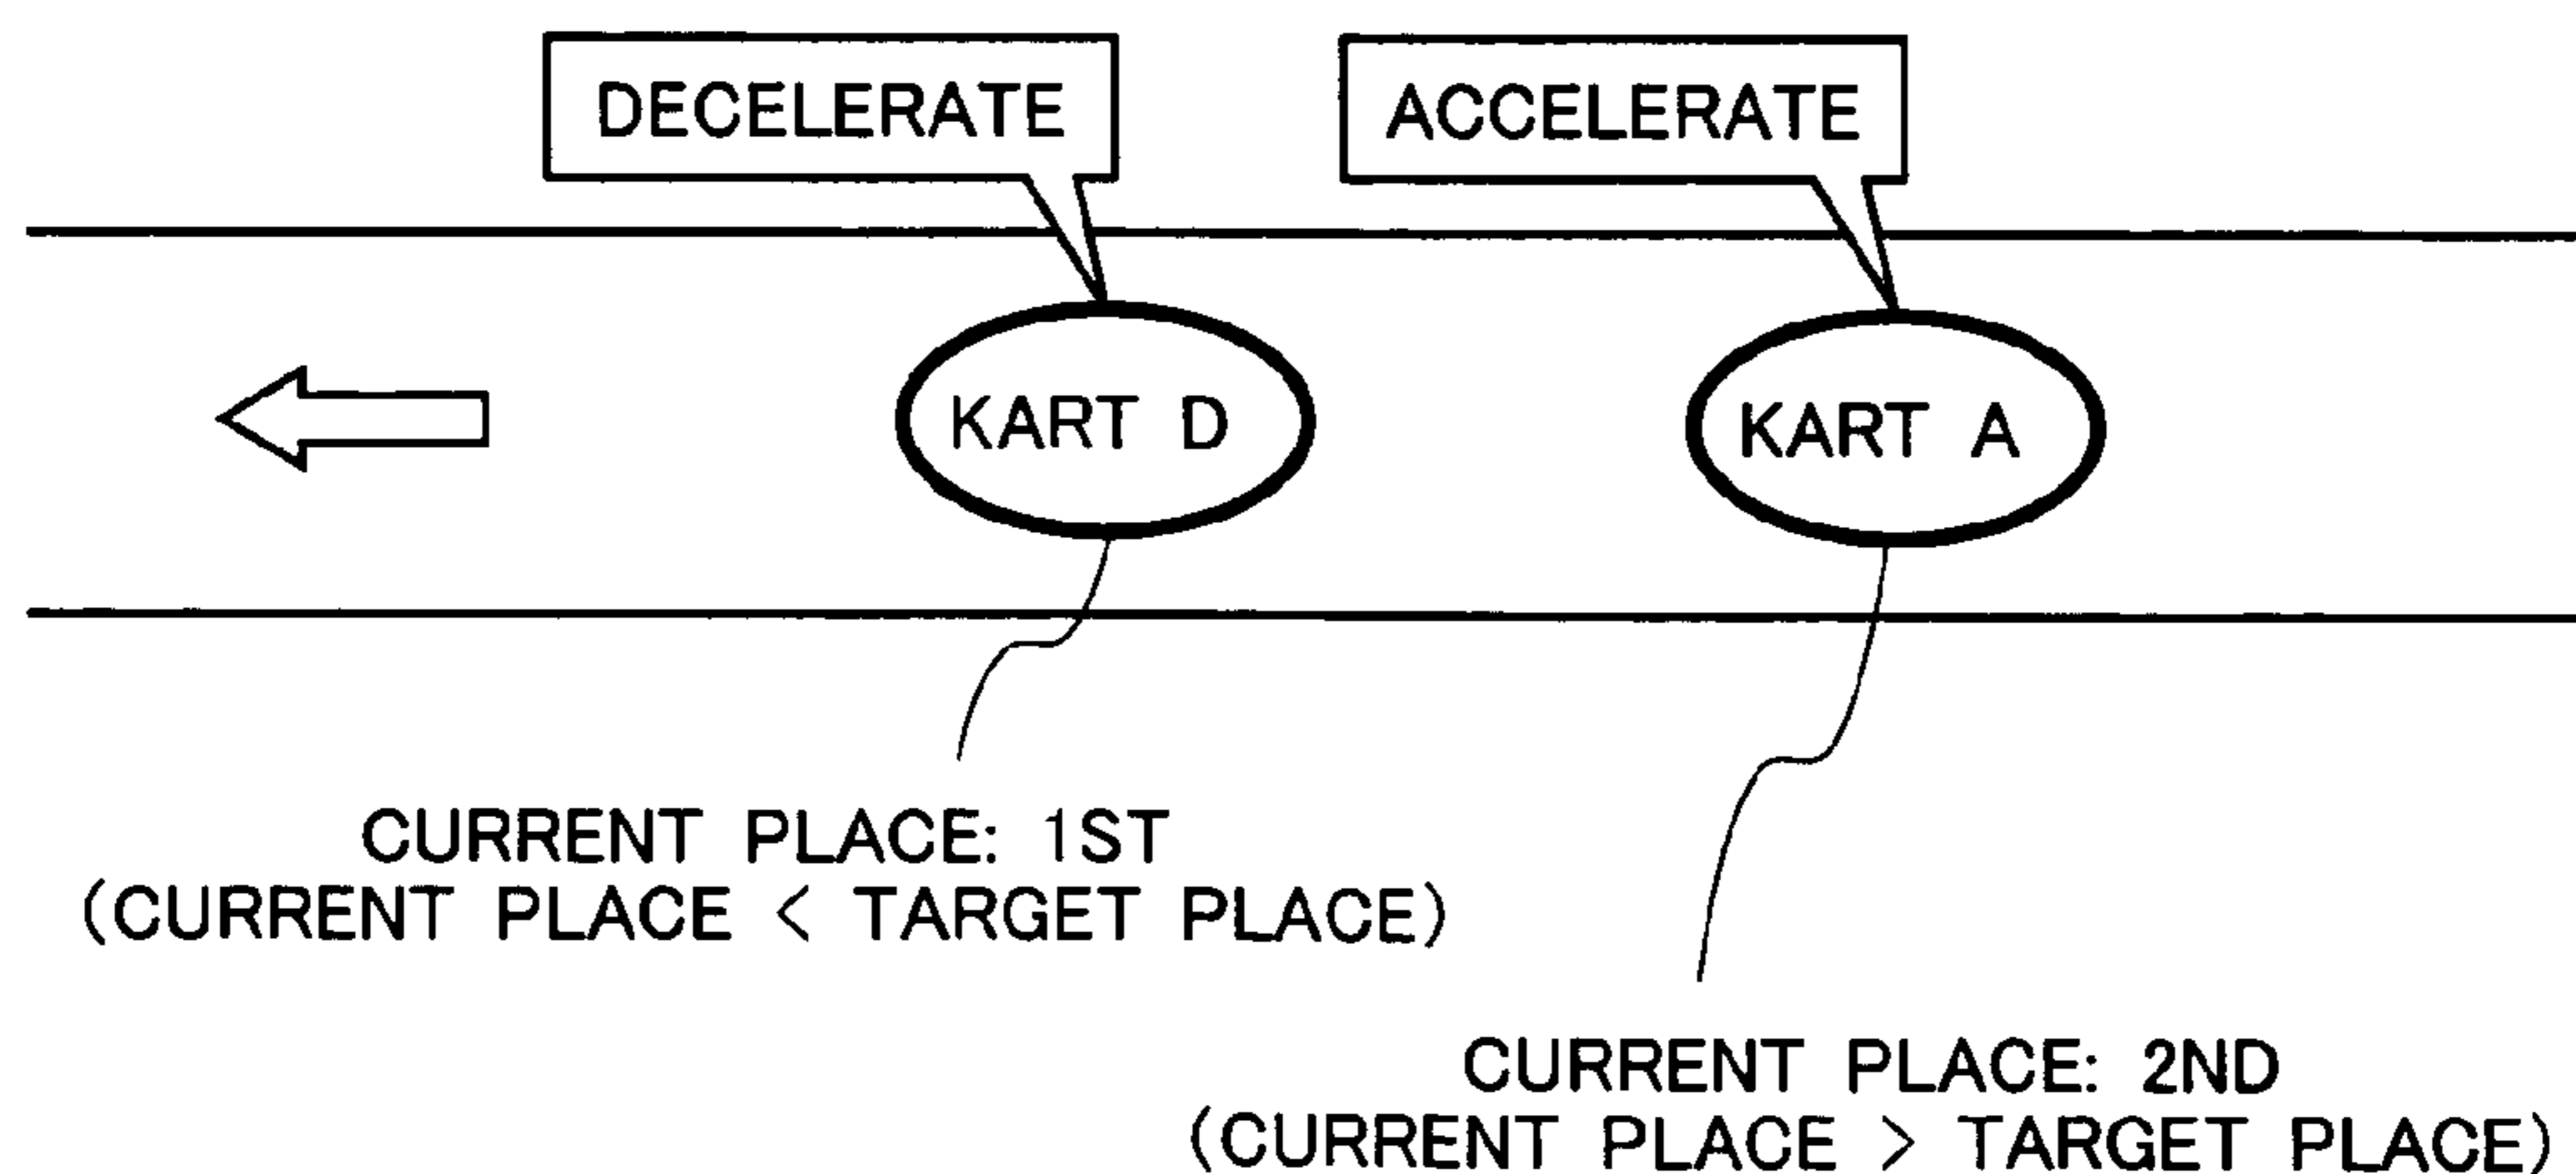 DECELERATE
ACCELERATE
KART D
KART A
CURRENT PLACE: 1ST
(CURRENT PLACE < TARGET PLACE)
CURRENT PLACE: 2ND
(CURRENT PLACE > TARGET PLACE)